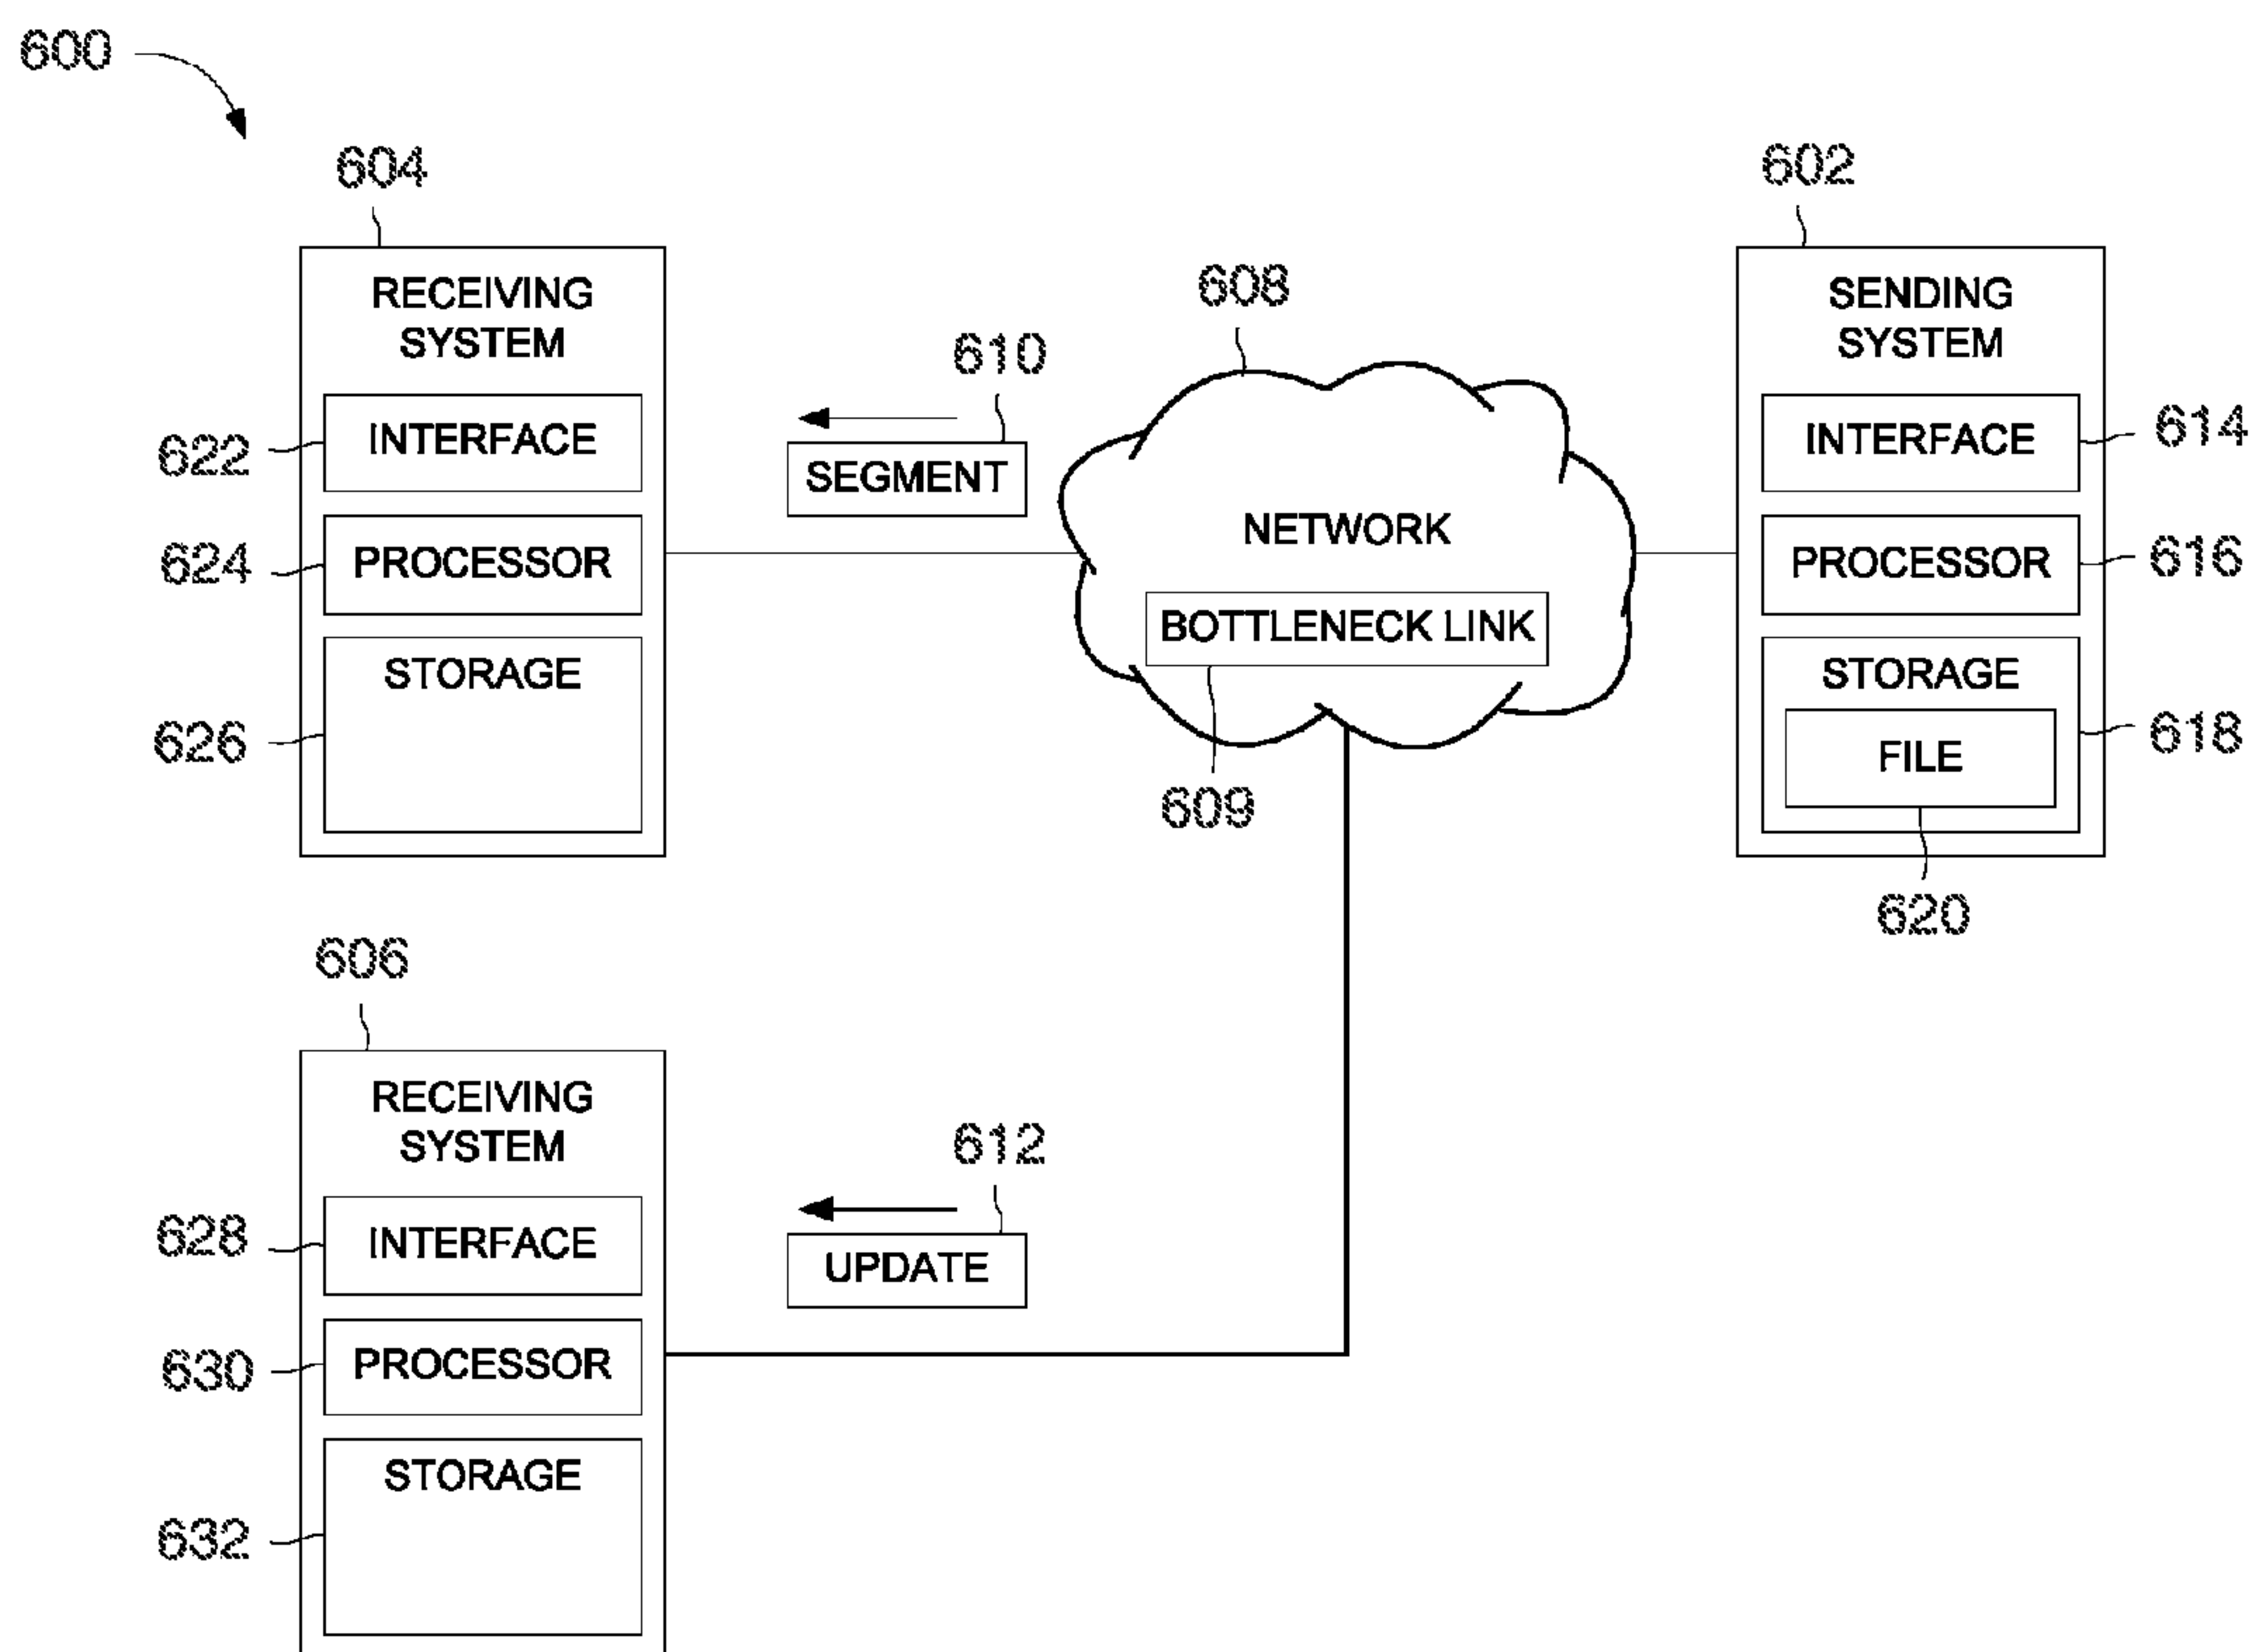 600
604
602
RECEIVING
SYSTEM
608
SENDING
SYSTEM
610
INTERFACE
622
SEGMENT
INTERFACE
614
NETWORK
PROCESSOR
624
PROCESSOR
616
BOTTLENECK LINK
STORAGE
626
STORAGE
618
FILE
609
620
606
RECEIVING
SYSTEM
612
INTERFACE
628
UPDATE
PROCESSOR
630
STORAGE
632